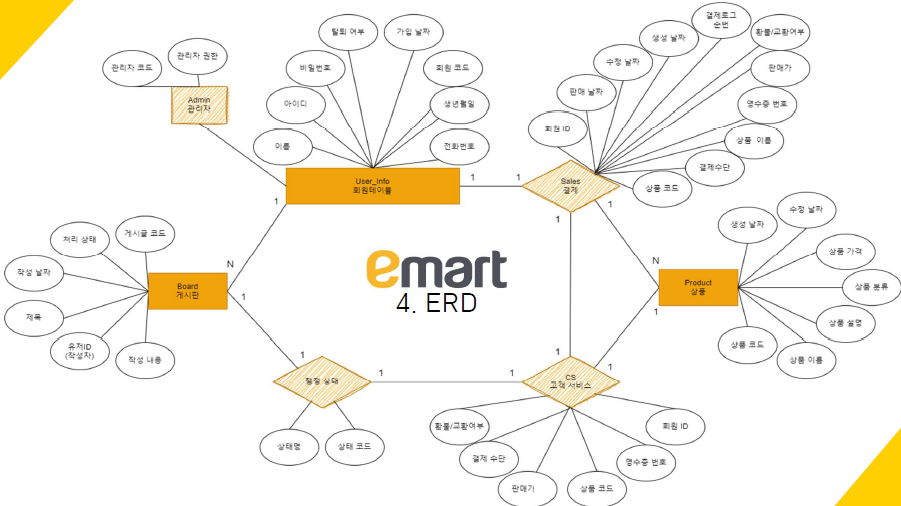 탈퇴 여부
가입 날짜
비밀번호
회원 코드
아이디
생년월일
이름
전화번호
관리자 코드
관리자 권한
Admin
관리자
User_Info
회원테이블
결제로그
순번
생성 날짜
환불/교환여부
수정 날짜
판매가
판매 날짜
영수증 번호
회원 ID
상품 이름
결제수단
상품 코드
Sales
결제
1
1
1
1
1
N
처리 상태
게시글 코드
작성 날짜
제목
유저ID
(작성자)
작성 내용
Board
게시판
1
emart
4. ERD
N
1
Product
상품
생성 날짜
수정 날짜
상품 가격
상품 분류
상품 설명
상품 코드
상품 이름
1
1
1
1
1
1
상태
상태명
상태 코드
CS
고객 서비스
환불/교환여부
결제 수단
판매가
상품 코드
영수증 번호
회원 ID